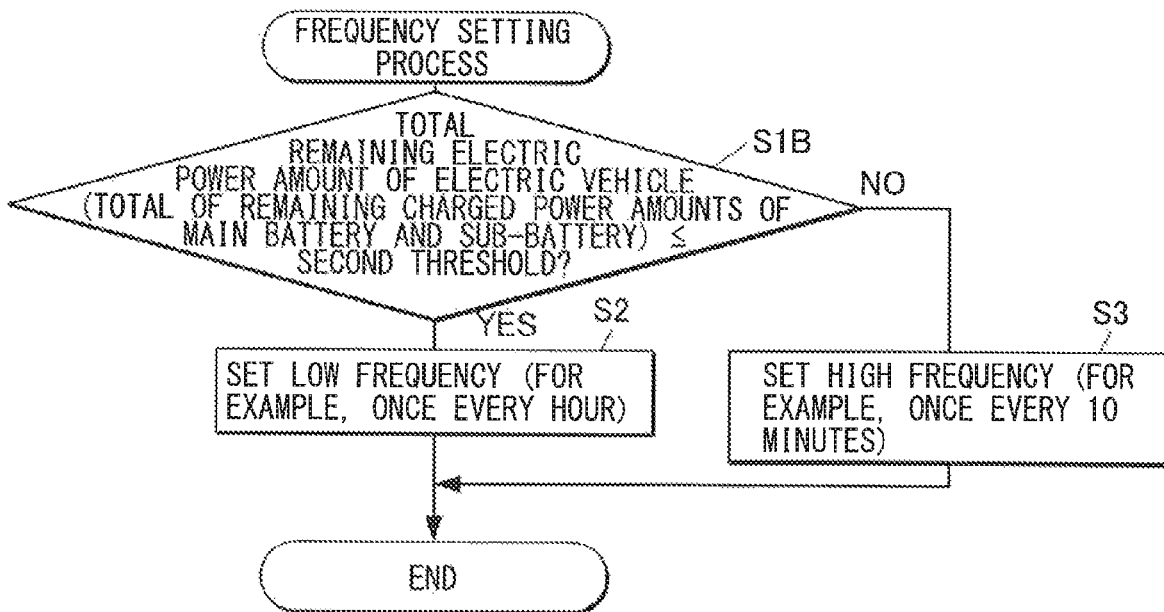 FREQUENCY SETTING
PROCESS
TOTAL
REMAINING ELECTRIC
POWER AMOUNT OF ELECTRIC VEHICLE
(TOTAL OF REMAINING CHARGED POWER AMOUNTS OF
MAIN BATTERY AND SUB-BATTERY) ≤
SECOND THRESHOLD?
S1B
NO
YES
S2
SET LOW FREQUENCY (FOR
EXAMPLE, ONCE EVERY HOUR)
S3
SET HIGH FREQUENCY (FOR
EXAMPLE, ONCE EVERY 10
MINUTES)
END